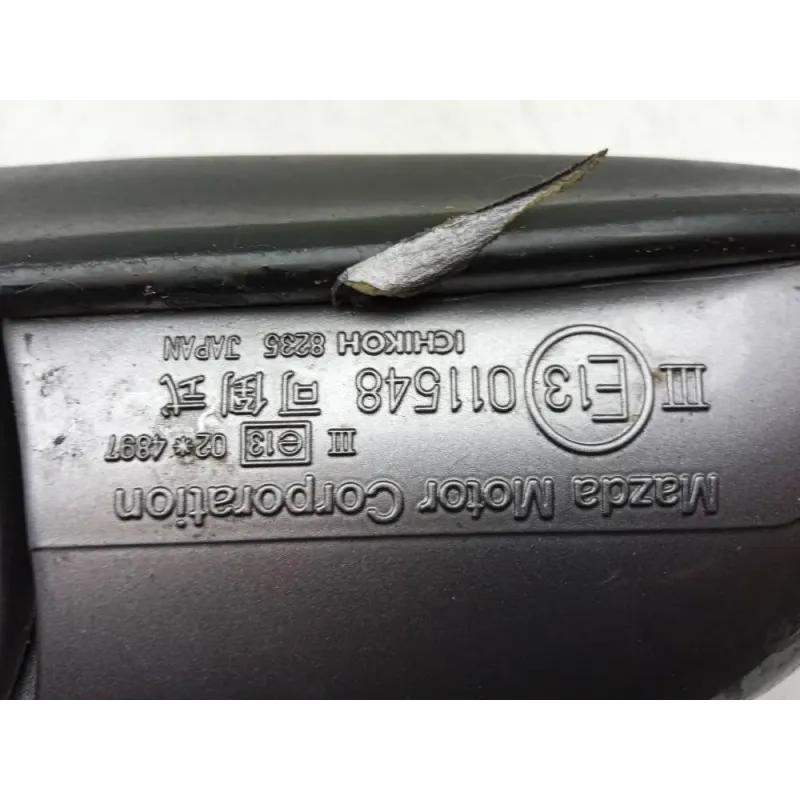 Mazda Motor Corporation
III E13 011548 可倒式
III e13 02*4897
ICHIKOH 8235 JAPAN